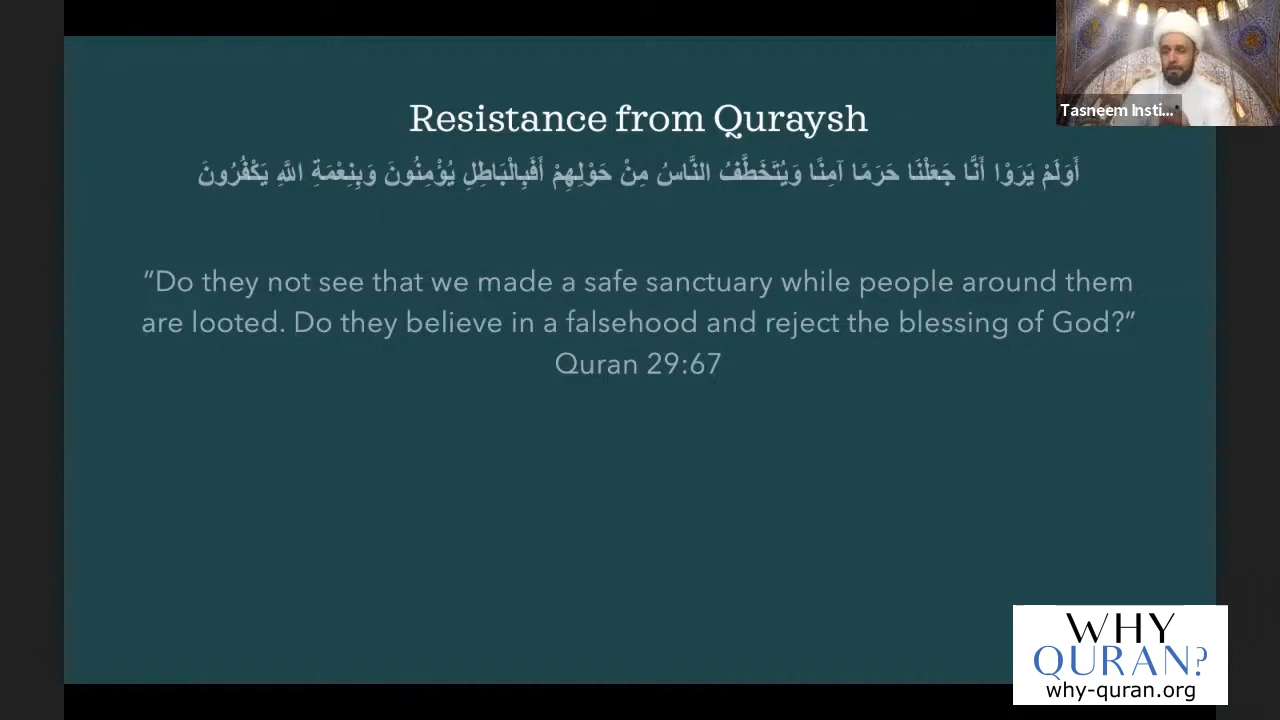 Resistance from Quraysh
أَوَلَمْ يَرَوْا أَنَّا جَعَلْنَا حَرَمًا آمِنًا وَيُتَخَطَّفُ النَّاسُ مِنْ حَوْلِهِمْ أَفَبِالْبَاطِلِ يُؤْمِنُونَ وَبِنِعْمَةِ اللَّهِ يَكْفُرُونَ
“Do they not see that we made a safe sanctuary while people around them
are looted. Do they believe in a falsehood and reject the blessing of God?”
Quran 29:67
Tasneem Insti...
WHY
QURAN?
why-quran.org